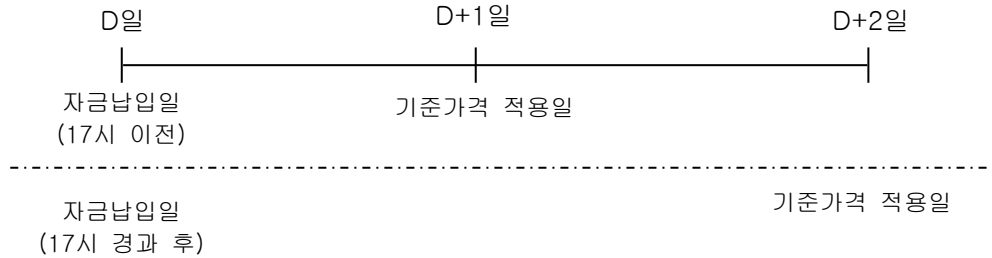 D일 D+1일 D+2일
자금납입일 기준가격 적용일
(17시 이전)
자금납입일 기준가격 적용일
(17시 경과 후)